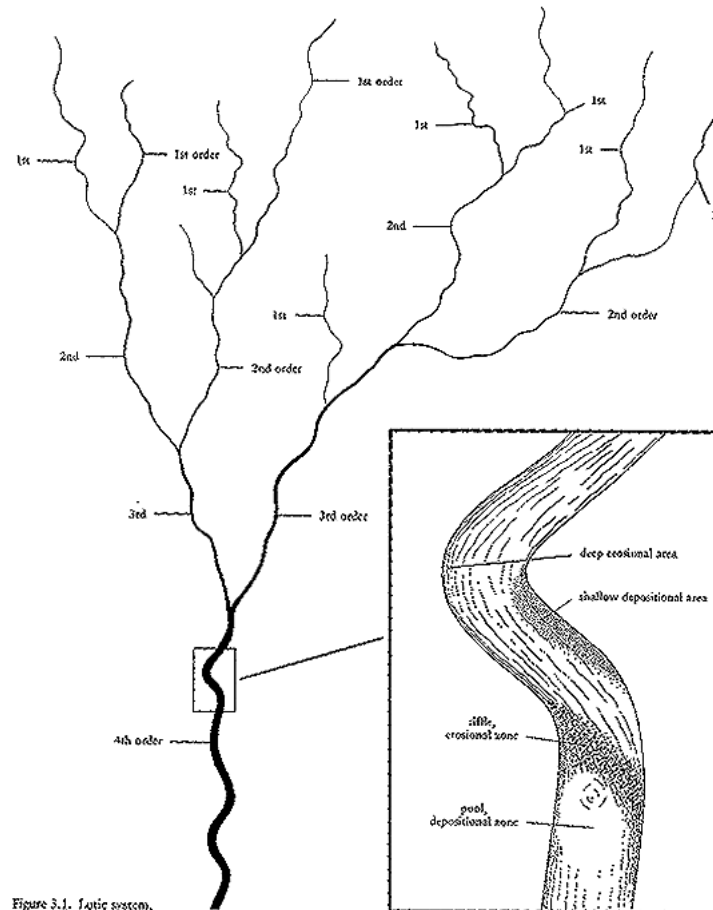 1st order
1st
1st
1st order
1st
1st
1st
2nd
1st
2nd order
2nd
2nd order
3rd
3rd order
deep erosional area
shallow depositional area
4th order
riffle,
erosional zone
pool,
depositional zone
Figure 3.1. Lotic system.